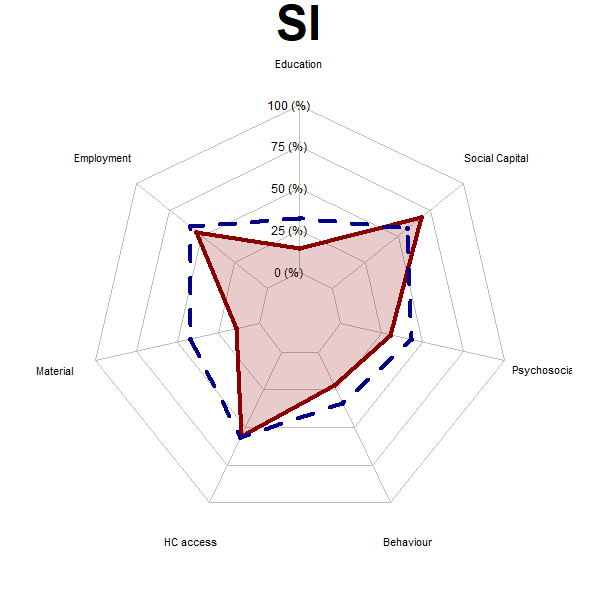 SI
Education
100 (%)
75 (%)
50 (%)
25 (%)
0 (%)
Employment
Social Capital
Material
Psychosocia
HC access
Behaviour